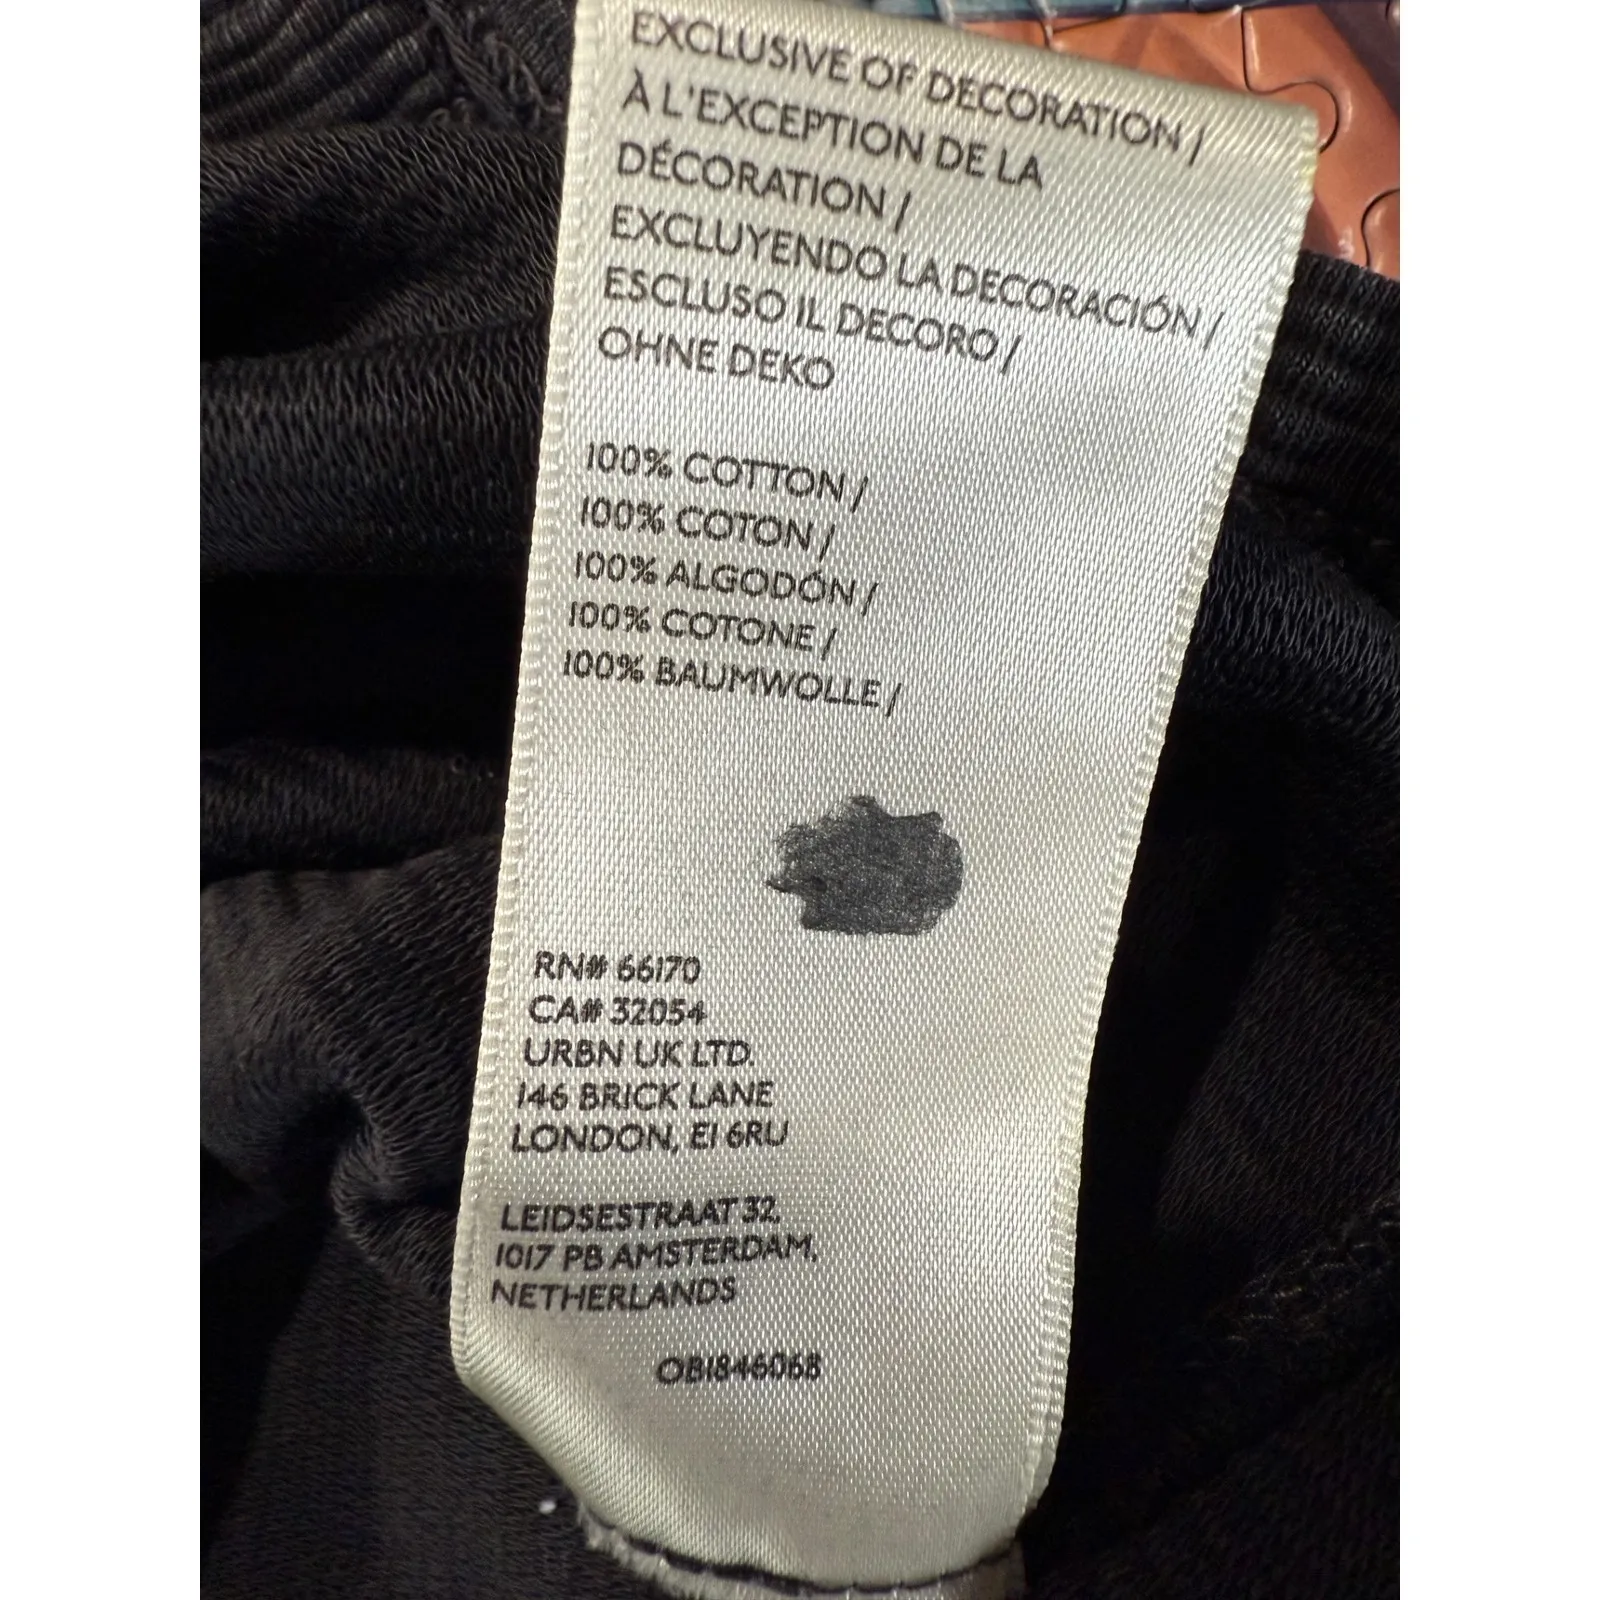 EXCLUSIVE OF DECORATION /
À L'EXCEPTION DE LA
DÉCORATION /
EXCLUYENDO LA DECORACIÓN /
ESCLUSO IL DECORO /
OHNE DEKO
100% COTTON /
100% COTON /
100% ALGODÓN /
100% COTONE /
100% BAUMWOLLE /
RN# 66170
CA# 32054
URBN UK LTD.
146 BRICK LANE
LONDON, E1 6RU
LEIDSESTRAAT 32,
1017 PB AMSTERDAM,
NETHERLANDS
OB1846068